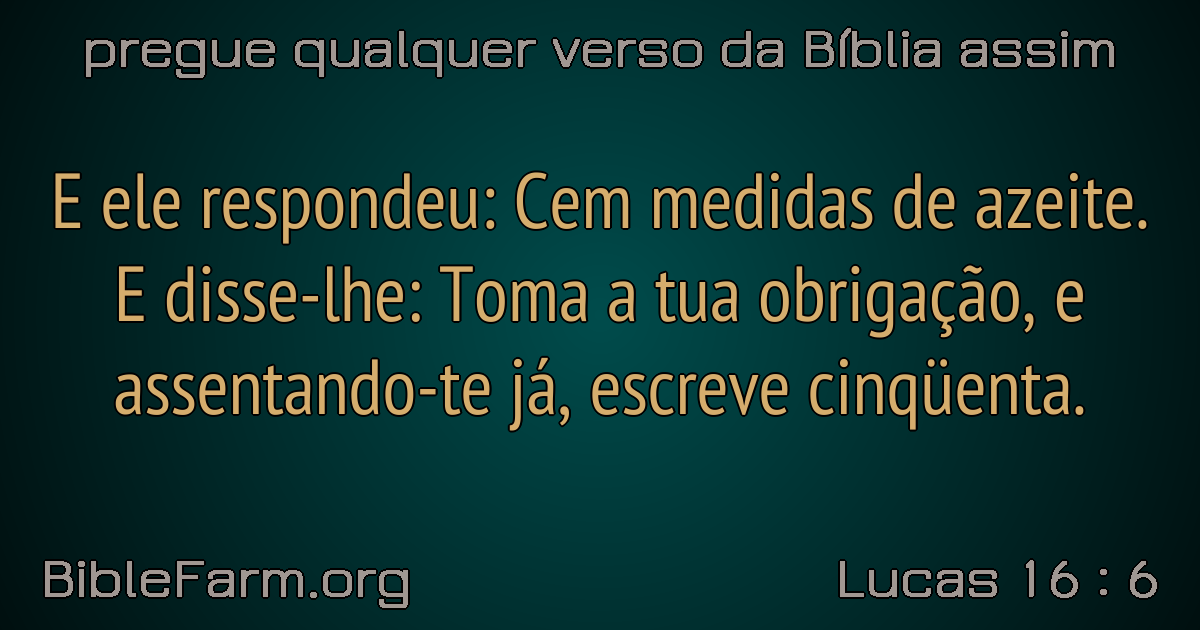 pregue qualquer verso da Bíblia assim
E ele respondeu: Cem medidas de azeite.
E disse-lhe: Toma a tua obrigação, e
assentando-te já, escreve cinqüenta.
BibleFarm.org
Lucas 16 : 6